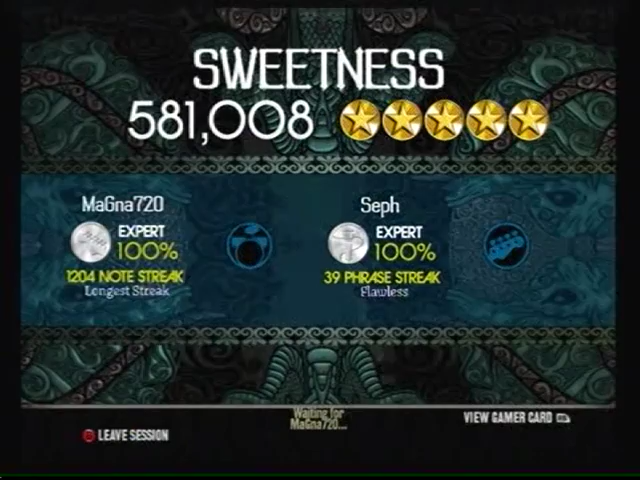 SWEETNESS
581,008
MaGna720
EXPERT
100%
1204 NOTE STREAK
Longest Streak
Seph
EXPERT
100%
39 PHRASE STREAK
Flawless
Waiting for
MaGna720...
VIEW GAMER CARD
LEAVE SESSION